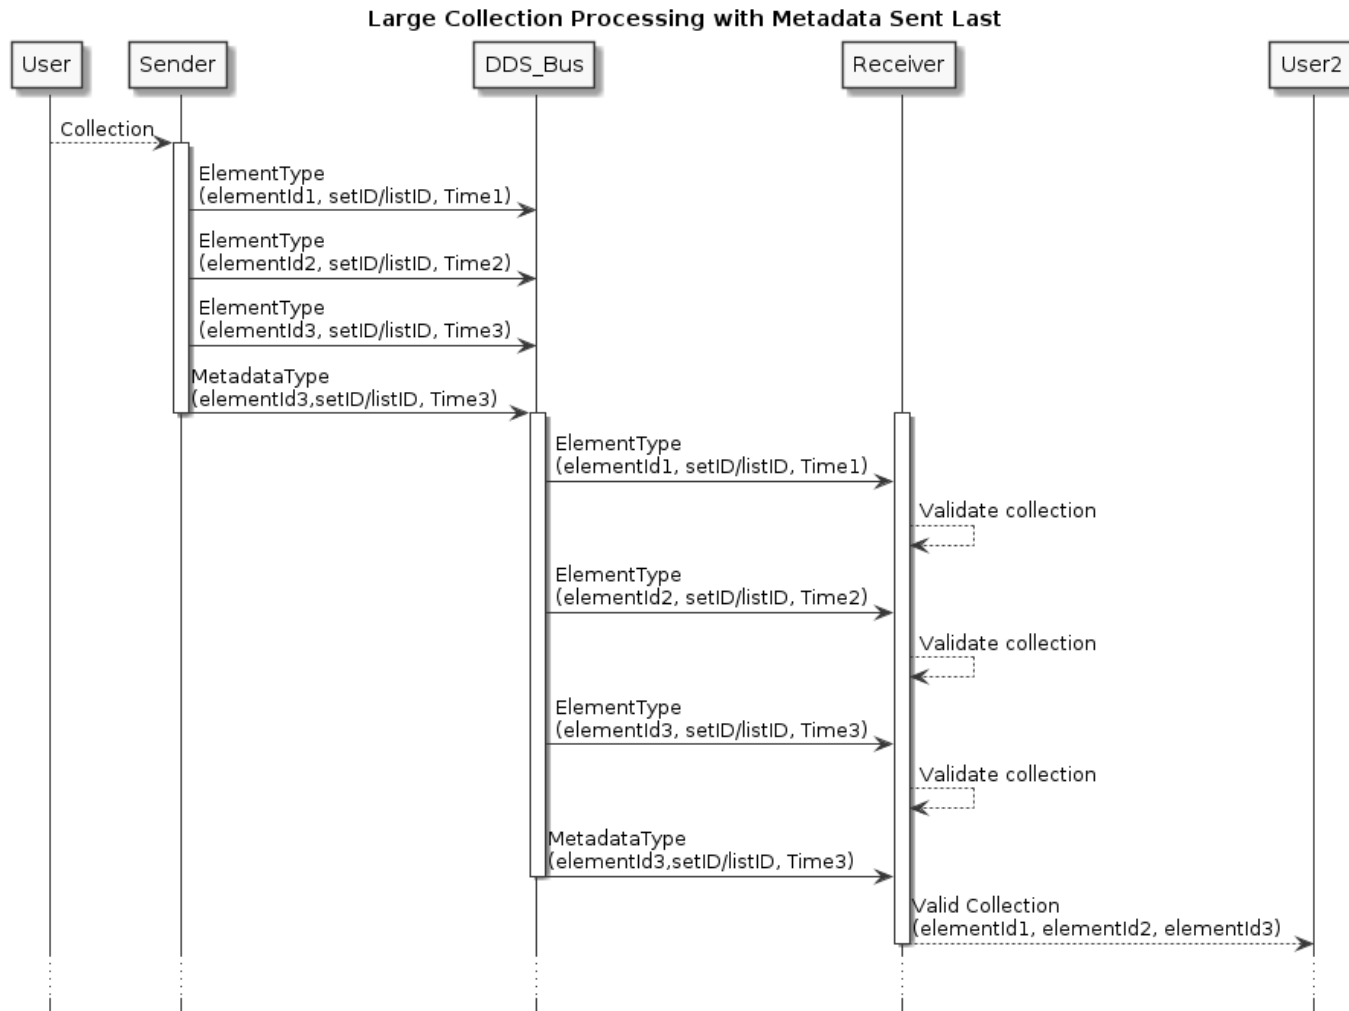 Large Collection Processing with Metadata Sent Last
User
Sender
DDS_Bus
Receiver
User2
Collection
ElementType
(elementId1, setID/listID, Time1)
ElementType
(elementId2, setID/listID, Time2)
ElementType
(elementId3, setID/listID, Time3)
MetadataType
(elementId3,setID/listID, Time3)
ElementType
(elementId1, setID/listID, Time1)
Validate collection
ElementType
(elementId2, setID/listID, Time2)
Validate collection
ElementType
(elementId3, setID/listID, Time3)
Validate collection
MetadataType
(elementId3,setID/listID, Time3)
Valid Collection
(elementId1, elementId2, elementId3)